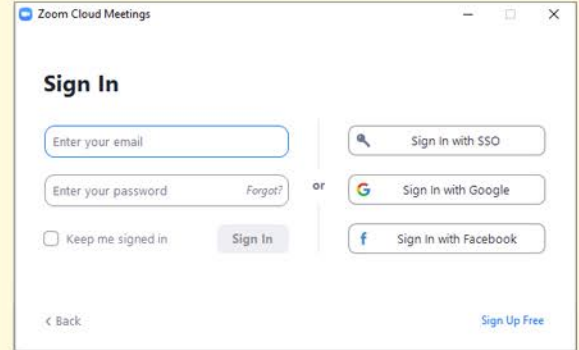 Zoom Cloud Meetings
Sign In
Enter your email
Enter your password
Forgot?
Keep me signed in
Sign In
or
Sign In with SSO
Sign In with Google
Sign In with Facebook
< Back
Sign Up Free